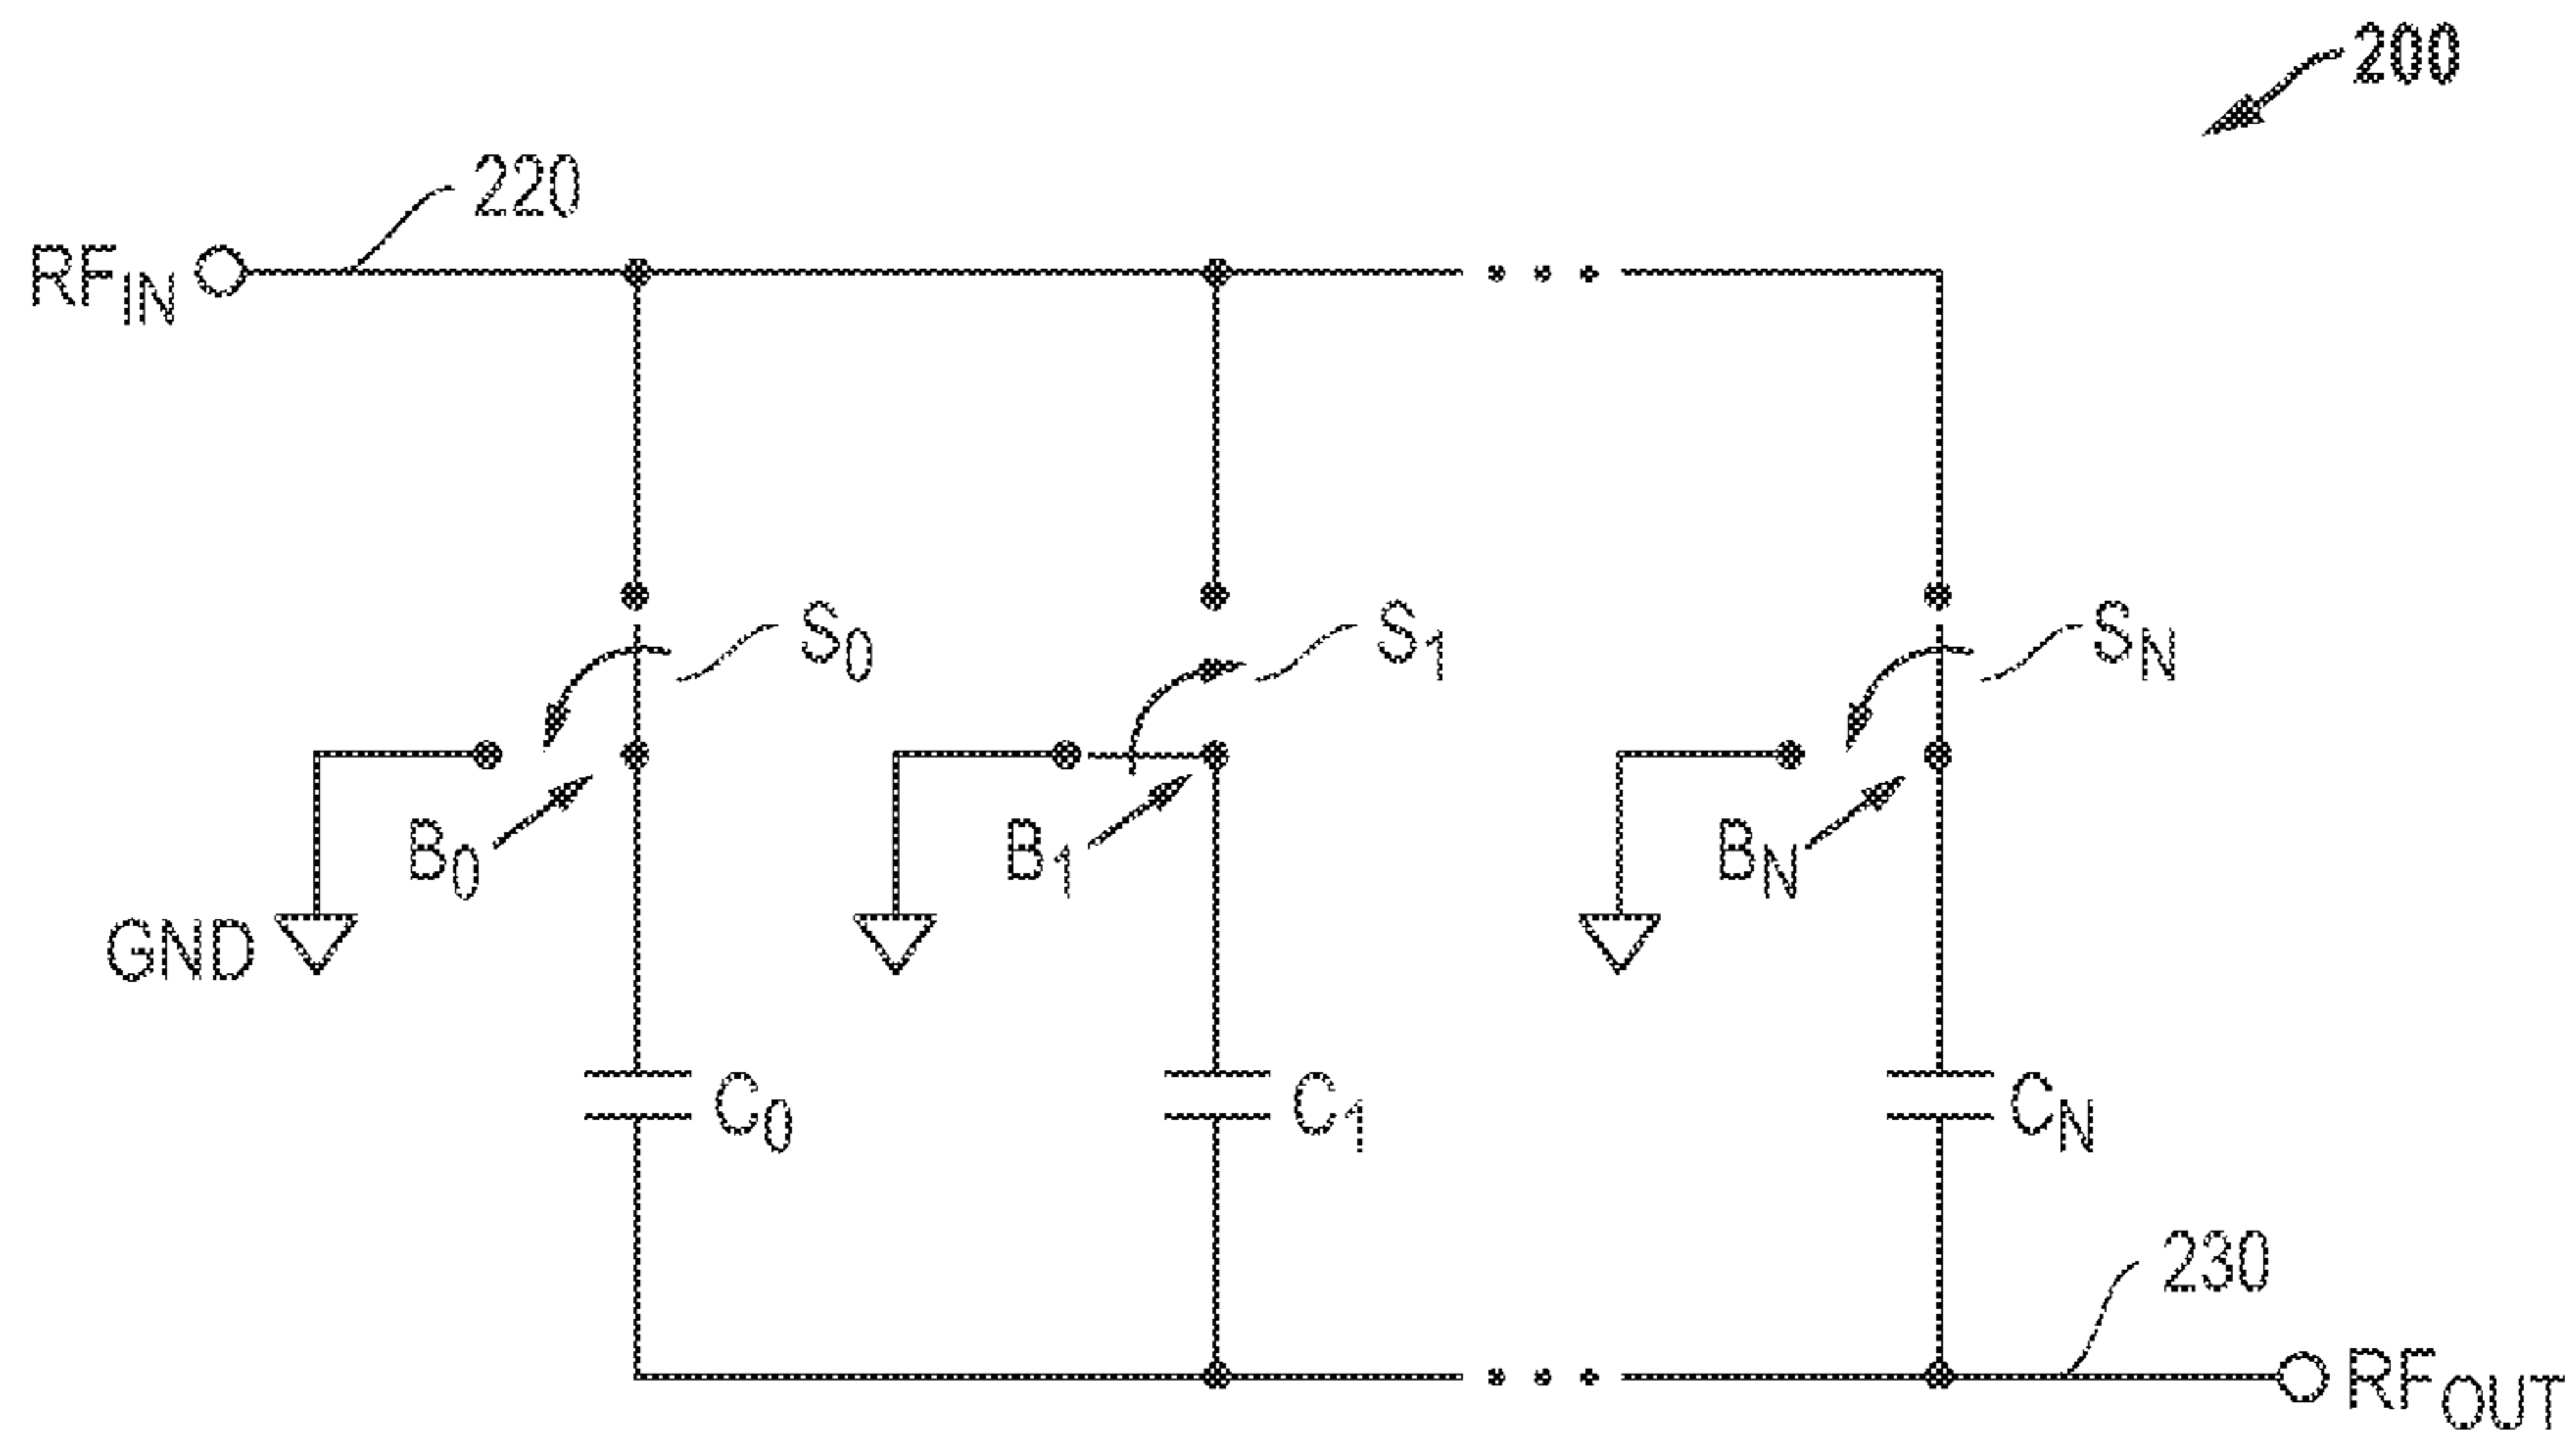 200
220
RF_IN
S_0
S_1
S_N
B_0
B_1
B_N
GND
C_0
C_1
C_N
230
RF_OUT